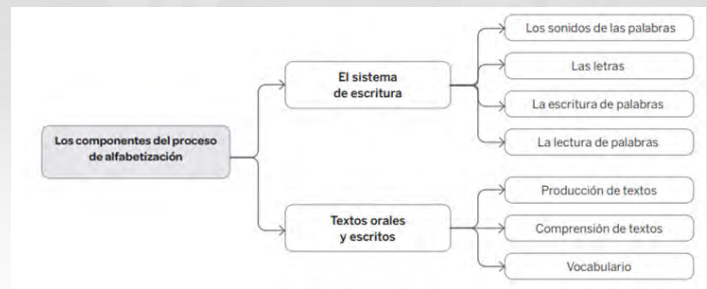 Los componentes del proceso
de alfabetización
El sistema
de escritura
Los sonidos de las palabras
Las letras
La escritura de palabras
La lectura de palabras
Textos orales
y escritos
Producción de textos
Comprensión de textos
Vocabulario